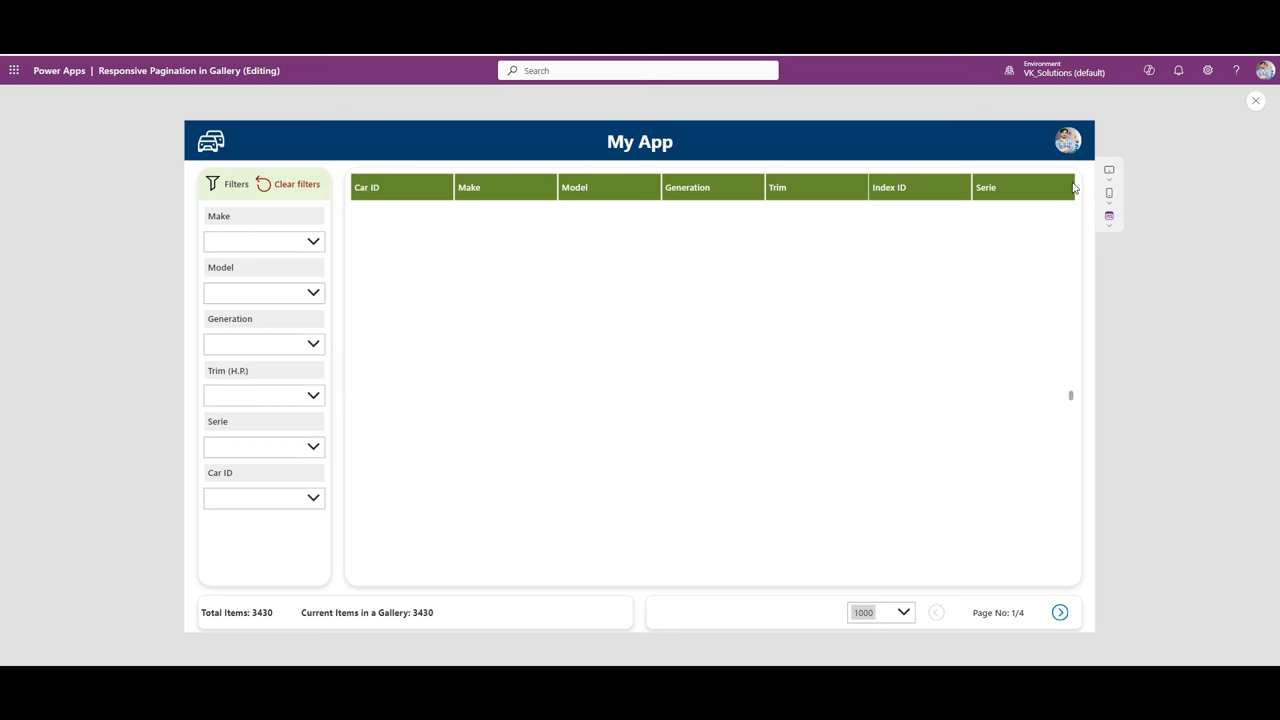 Power Apps | Responsive Pagination in Gallery (Editing)
Search
Environment
VK_Solutions (default)
?
My App
Filters
Clear filters
Car ID
Make
Model
Generation
Trim
Index ID
Serie
Make
Model
Generation
Trim (H.P.)
Serie
Car ID
Total Items: 3430
Current Items in a Gallery: 3430
1000
Page No: 1/4